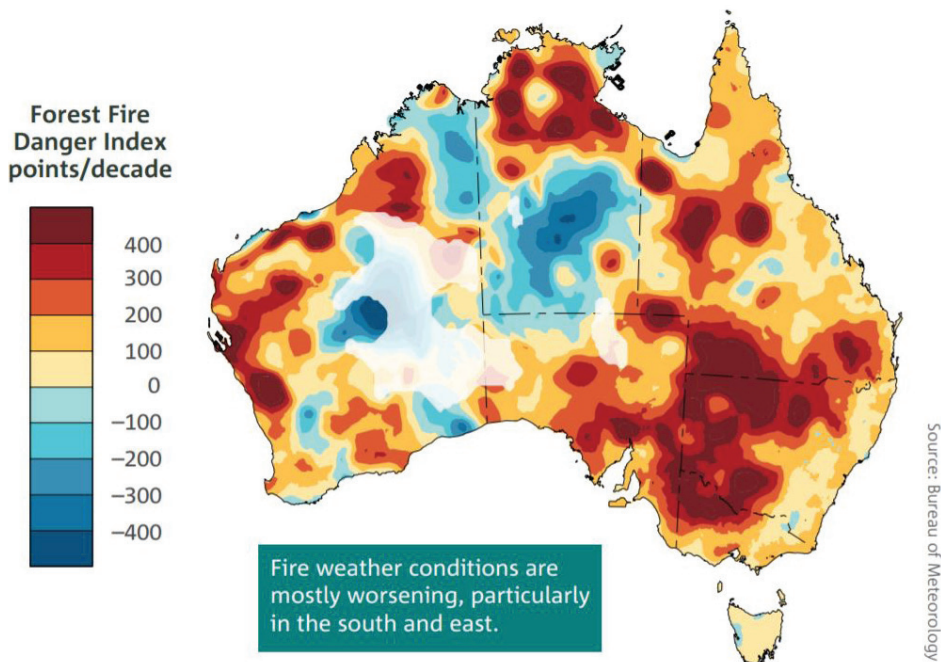 Forest Fire
Danger Index
points/decade
400
300
200
100
0
−100
−200
−300
−400
Fire weather conditions are
mostly worsening, particularly
in the south and east.
Source: Bureau of Meteorology